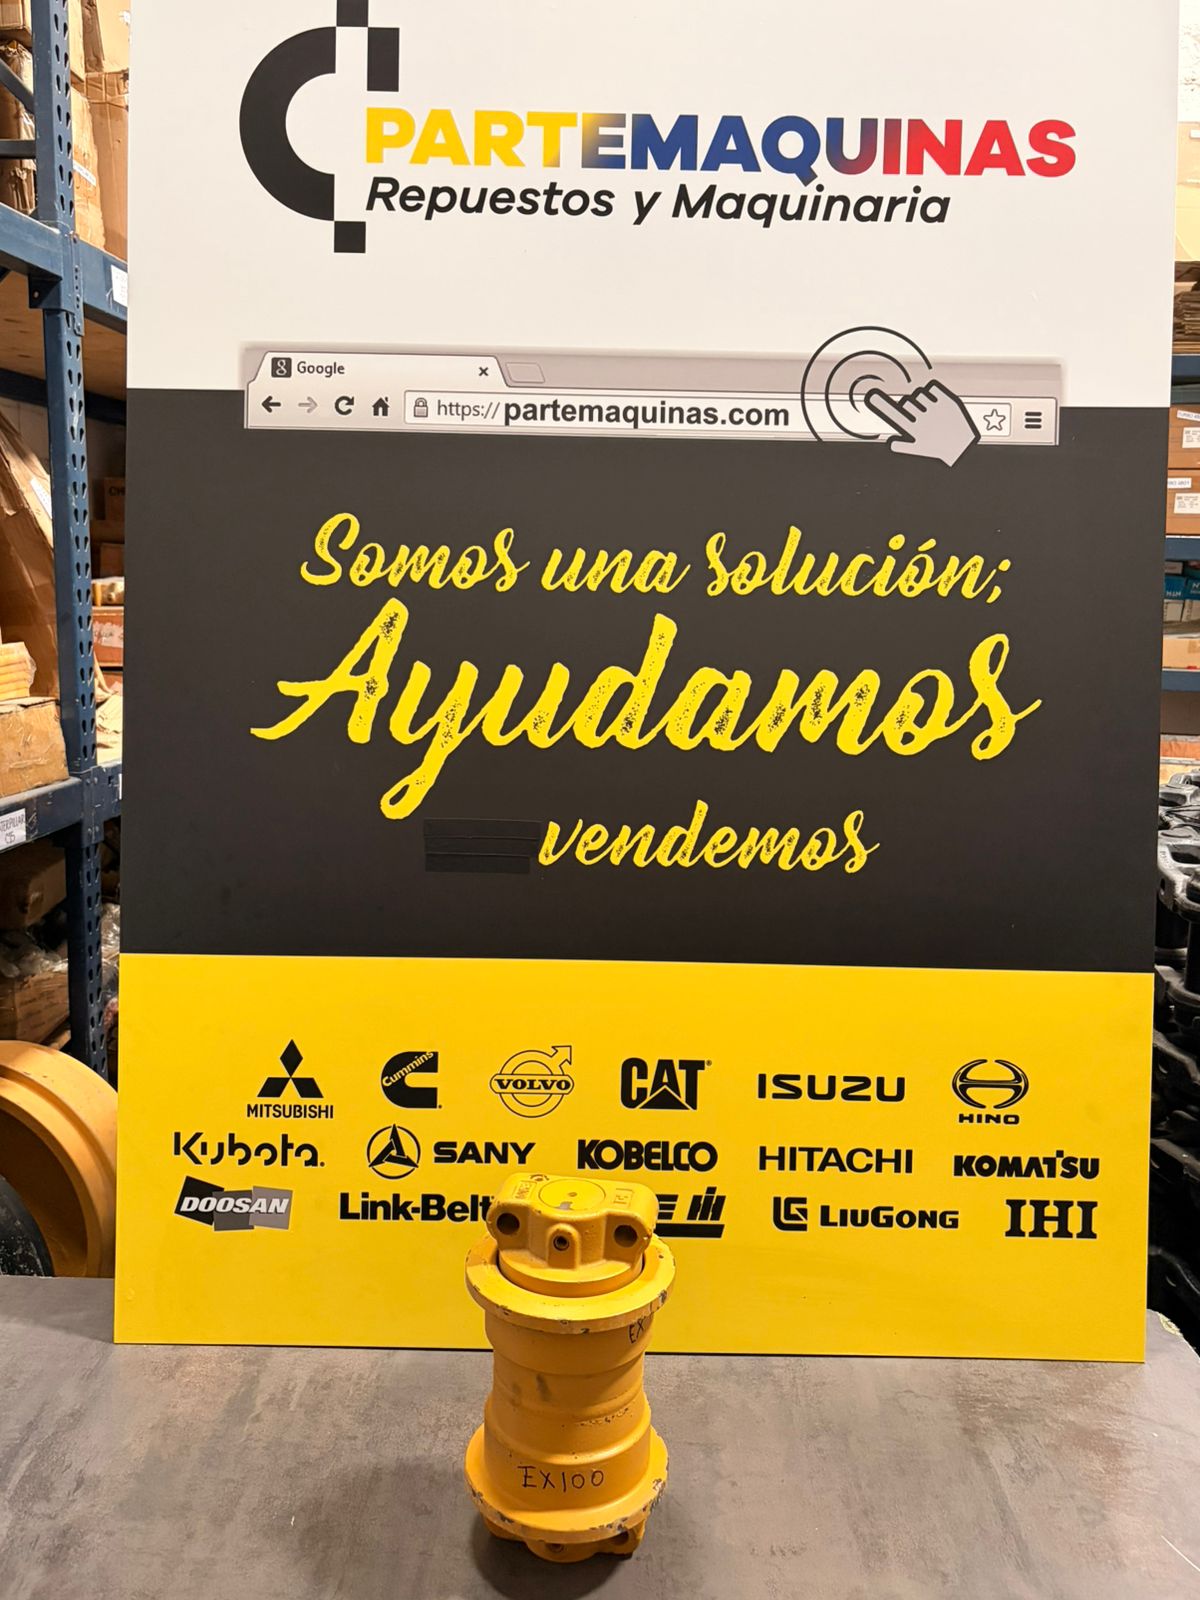 PARTEMAQUINAS
Repuestos y Maquinaria
Google
https:// partemaquinas.com
Somos una solución;
Ayudamos
vendemos
MITSUBISHI
Cummins
VOLVO
CAT
ISUZU
HINO
Kubota
SANY
KOBELCO
HITACHI
KOMATSU
DOOSAN
Link-Belt
LIUGONG
IHI
EX
EX100